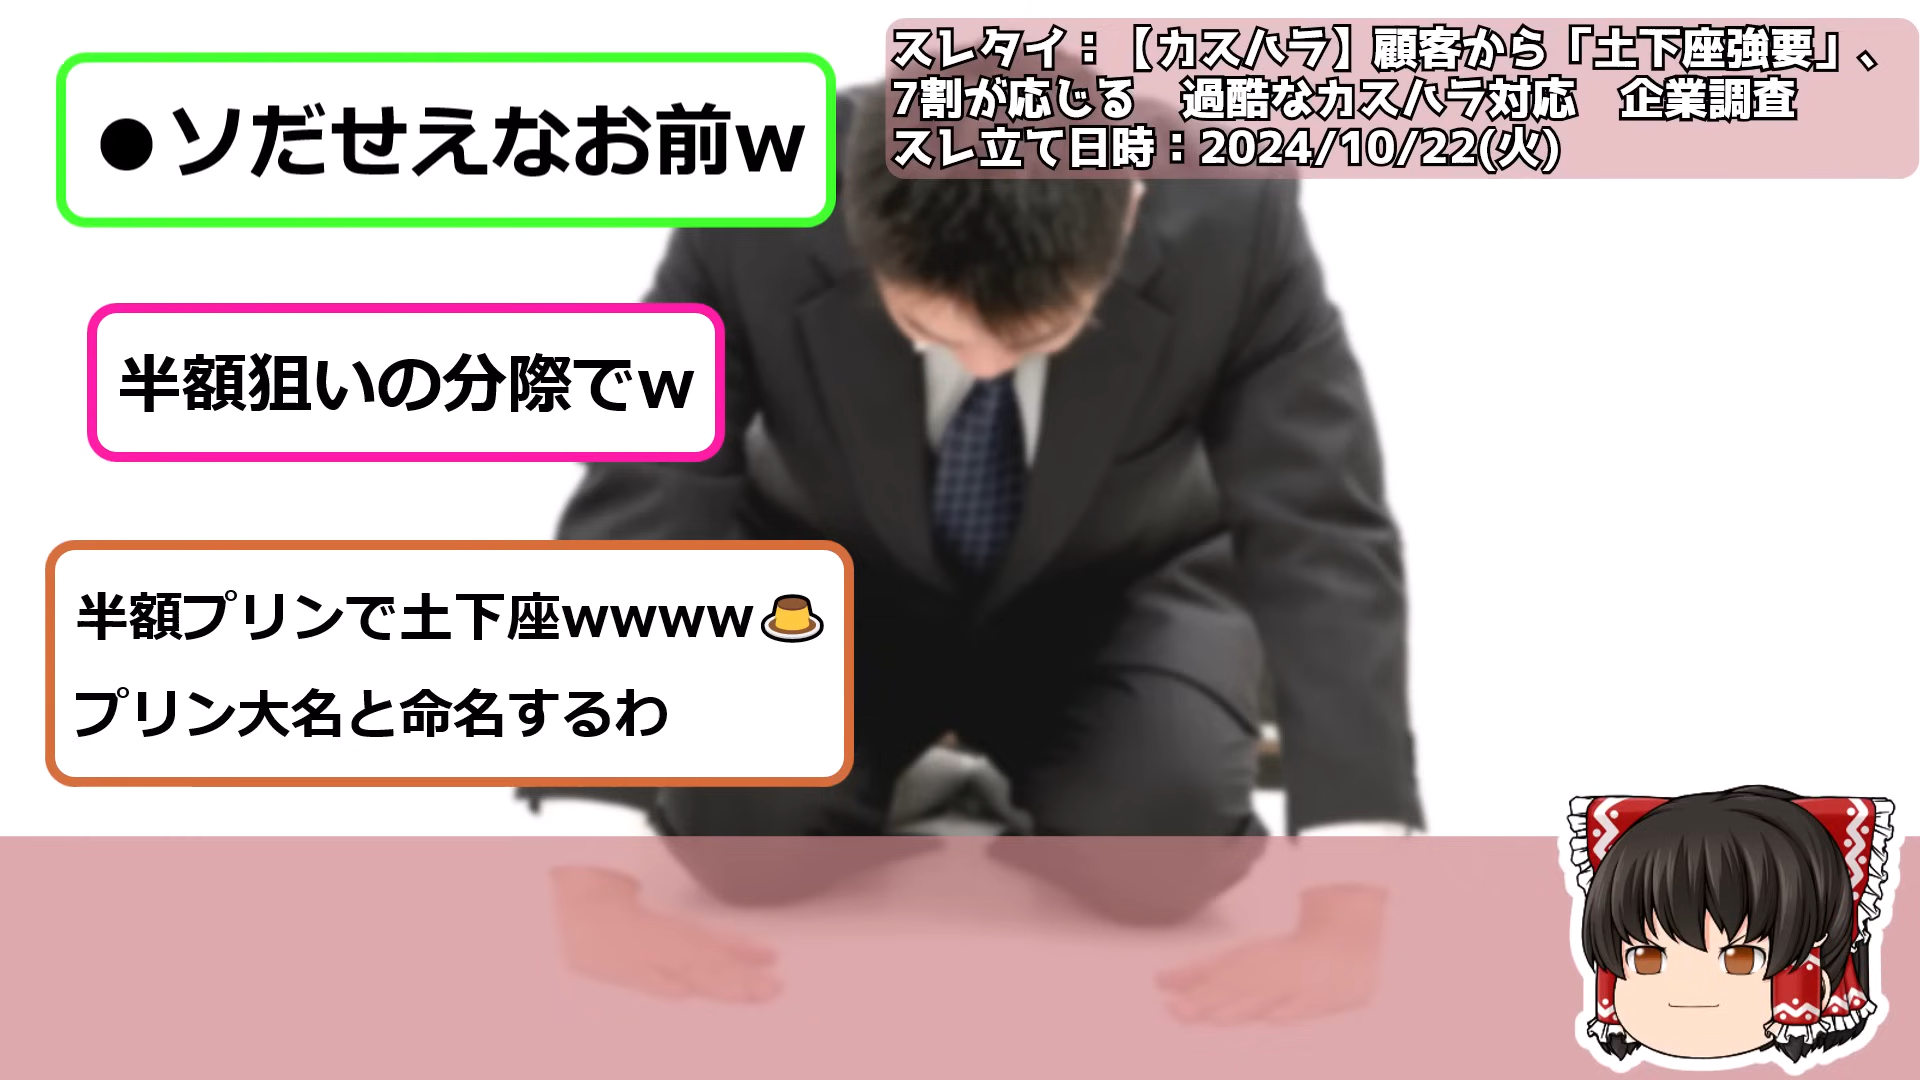 スレタイ：【カスハラ】顧客から「土下座強要」、
7割が応じる　過酷なカスハラ対応　企業調査
スレ立て日時：2024/10/22(火)
●ソだせえなお前w
半額狙いの分際でw
半額プリンで土下座wwww🍮
プリン大名と命名するわ